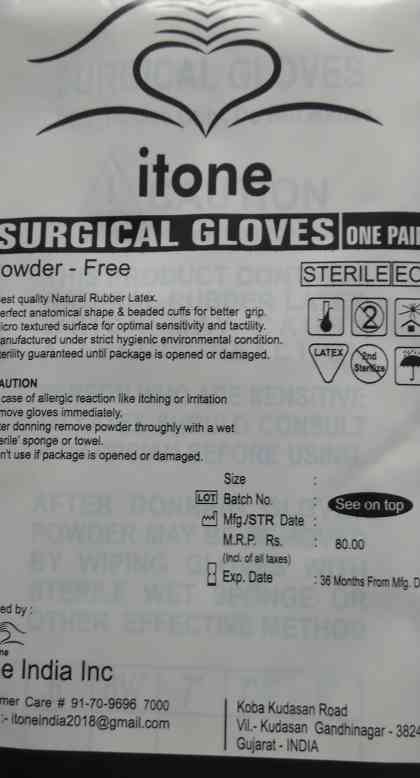 itone
SURGICAL GLOVES ONE PAI
owder - Free
STERILE EO
est quality Natural Rubber Latex.
erfect anatomical shape & beaded cuffs for better grip.
icro textured surface for optimal sensitivity and tactility.
anufactured under strict hygienic environmental condition.
terility guaranteed until package is opened or damaged.
2
LATEX
2nd
Sterilize
AUTION
case of allergic reaction like itching or irritation
move gloves immediately.
ter donning remove powder throughly with a wet
erile' sponge or towel.
n't use if package is opened or damaged.
Size :
LOT Batch No. :
See on top
Mfg./STR Date :
M.R.P. Rs. : 80.00
(Incl. of all taxes)
Exp. Date : 36 Months From Mfg. D
ed by :
ne
e India Inc
mer Care # 91-70-9696 7000
:- itoneindia2018@gmail.com
Koba Kudasan Road
Vil.- Kudasan Gandhinagar - 3824
Gujarat - INDIA